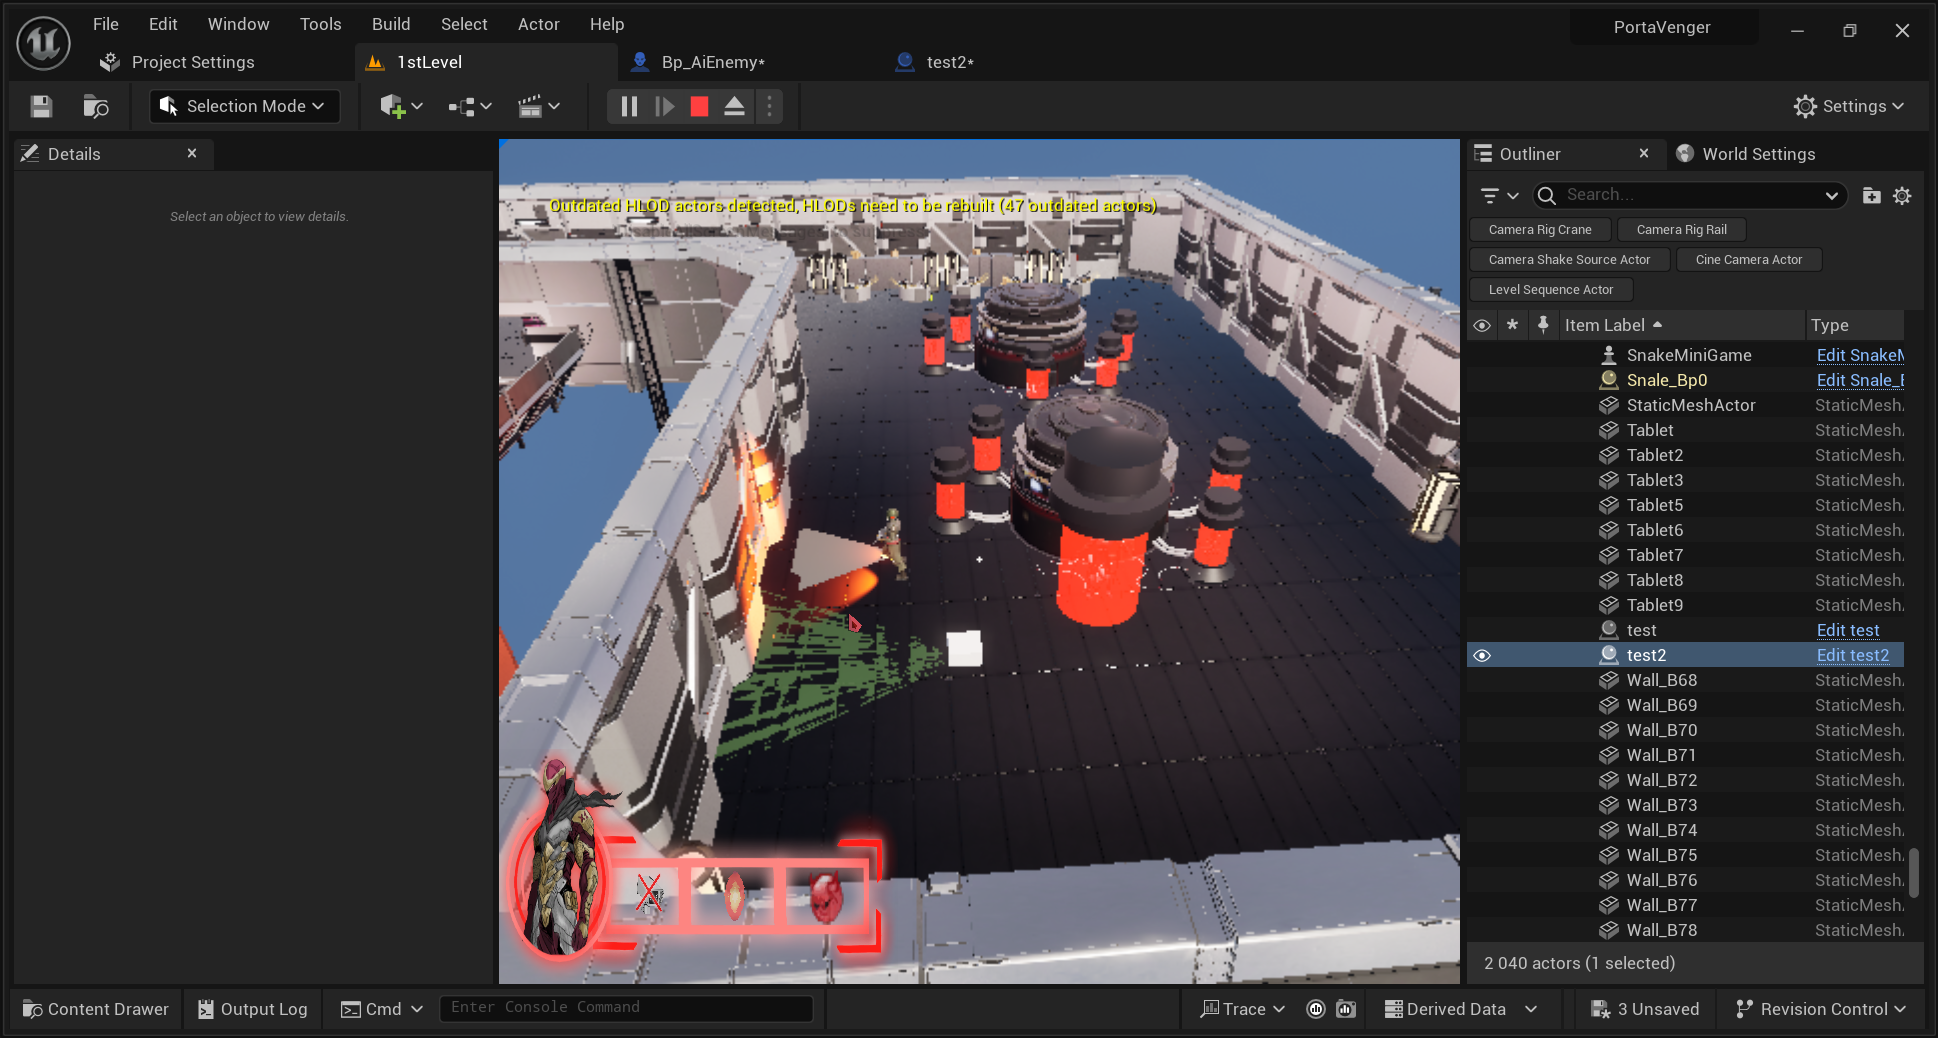 File Edit Window Tools Build Select Actor Help
PortaVenger
Project Settings
1stLevel
Bp_AiEnemy*
test2*
Selection Mode
Settings
Details
Outliner
World Settings
Select an object to view details.
Outdated HLOD actors detected, HLODs need to be rebuilt (47 outdated actors)
Search...
Camera Rig Crane
Camera Rig Rail
Camera Shake Source Actor
Cine Camera Actor
Level Sequence Actor
Item Label Type
SnakeMiniGame Edit SnakeM
Snale_Bp0 Edit Snale_B
StaticMeshActor StaticMesh
Tablet StaticMesh
Tablet2 StaticMesh
Tablet3 StaticMesh
Tablet5 StaticMesh
Tablet6 StaticMesh
Tablet7 StaticMesh
Tablet8 StaticMesh
Tablet9 StaticMesh
test Edit test
test2 Edit test2
Wall_B68 StaticMesh
Wall_B69 StaticMesh
Wall_B70 StaticMesh
Wall_B71 StaticMesh
Wall_B72 StaticMesh
Wall_B73 StaticMesh
Wall_B74 StaticMesh
Wall_B75 StaticMesh
Wall_B76 StaticMesh
Wall_B77 StaticMesh
Wall_B78 StaticMesh
2 040 actors (1 selected)
Content Drawer
Output Log
Cmd
Enter Console Command
Trace
Derived Data
3 Unsaved
Revision Control